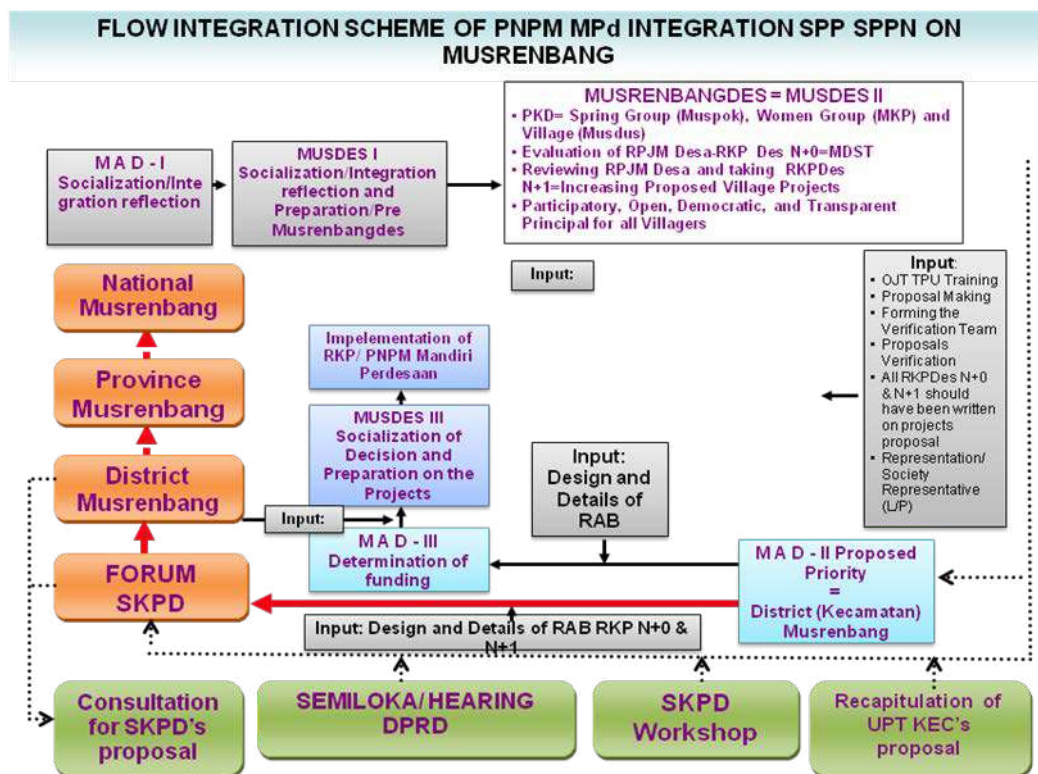 FLOW INTEGRATION SCHEME OF PNPM MPd INTEGRATION SPP SPPN ON
MUSRENBANG
M A D - I
Socialization/Inte
gration reflection
MUSDES I
Socialization/Integration
reflection and
Preparation/Pre
Musrenbangdes
MUSRENBANGDES = MUSDES II
• PKD= Spring Group (Muspok), Women Group (MKP) and
Village (Musdus)
• Evaluation of RPJM Desa-RKP Des N+0=MDST
• Reviewing RPJM Desa and taking RKPDes
N+1=Increasing Proposed Village Projects
• Participatory, Open, Democratic, and Transparent
Principal for all Villagers
Input:
Input:
▪ OJT TPU Training
▪ Proposal Making
▪ Forming the
Verification Team
▪ Proposals
Verification
▪ All RKPDes N+0
& N+1 should
have been written
on projects
proposal
▪ Representation/
Society
Representative
(L/P)
National
Musrenbang
Province
Musrenbang
District
Musrenbang
FORUM
SKPD
Impelementation of
RKP/ PNPM Mandiri
Perdesaan
MUSDES III
Socialization of
Decision and
Preparation on the
Projects
Input:
M A D - III
Determination of
funding
Input:
Design and
Details of
RAB
M A D - II Proposed
Priority
=
District (Kecamatan)
Musrenbang
Input: Design and Details of RAB RKP N+0 &
N+1
Consultation
for SKPD's
proposal
SEMILOKA/ HEARING
DPRD
SKPD
Workshop
Recapitulation of
UPT KEC's
proposal